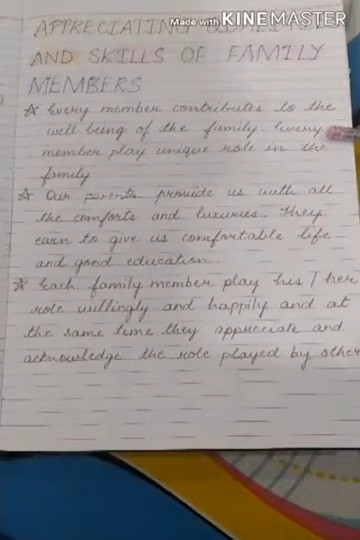 Made with KINEMASTER
APPRECIATING QUALITIES
AND SKILLS OF FAMILY
MEMBERS
☆ Every member contributes to the
well being of the family. Every
member play unique role in the
family
☆ Our parents provide us with all
the comforts and luxuries. They
earn to give us comfortable life
and good education.
☆ Each family member play his / her
role willingly and happily and at
the same time they appreciate and
acknowledge the role played by other